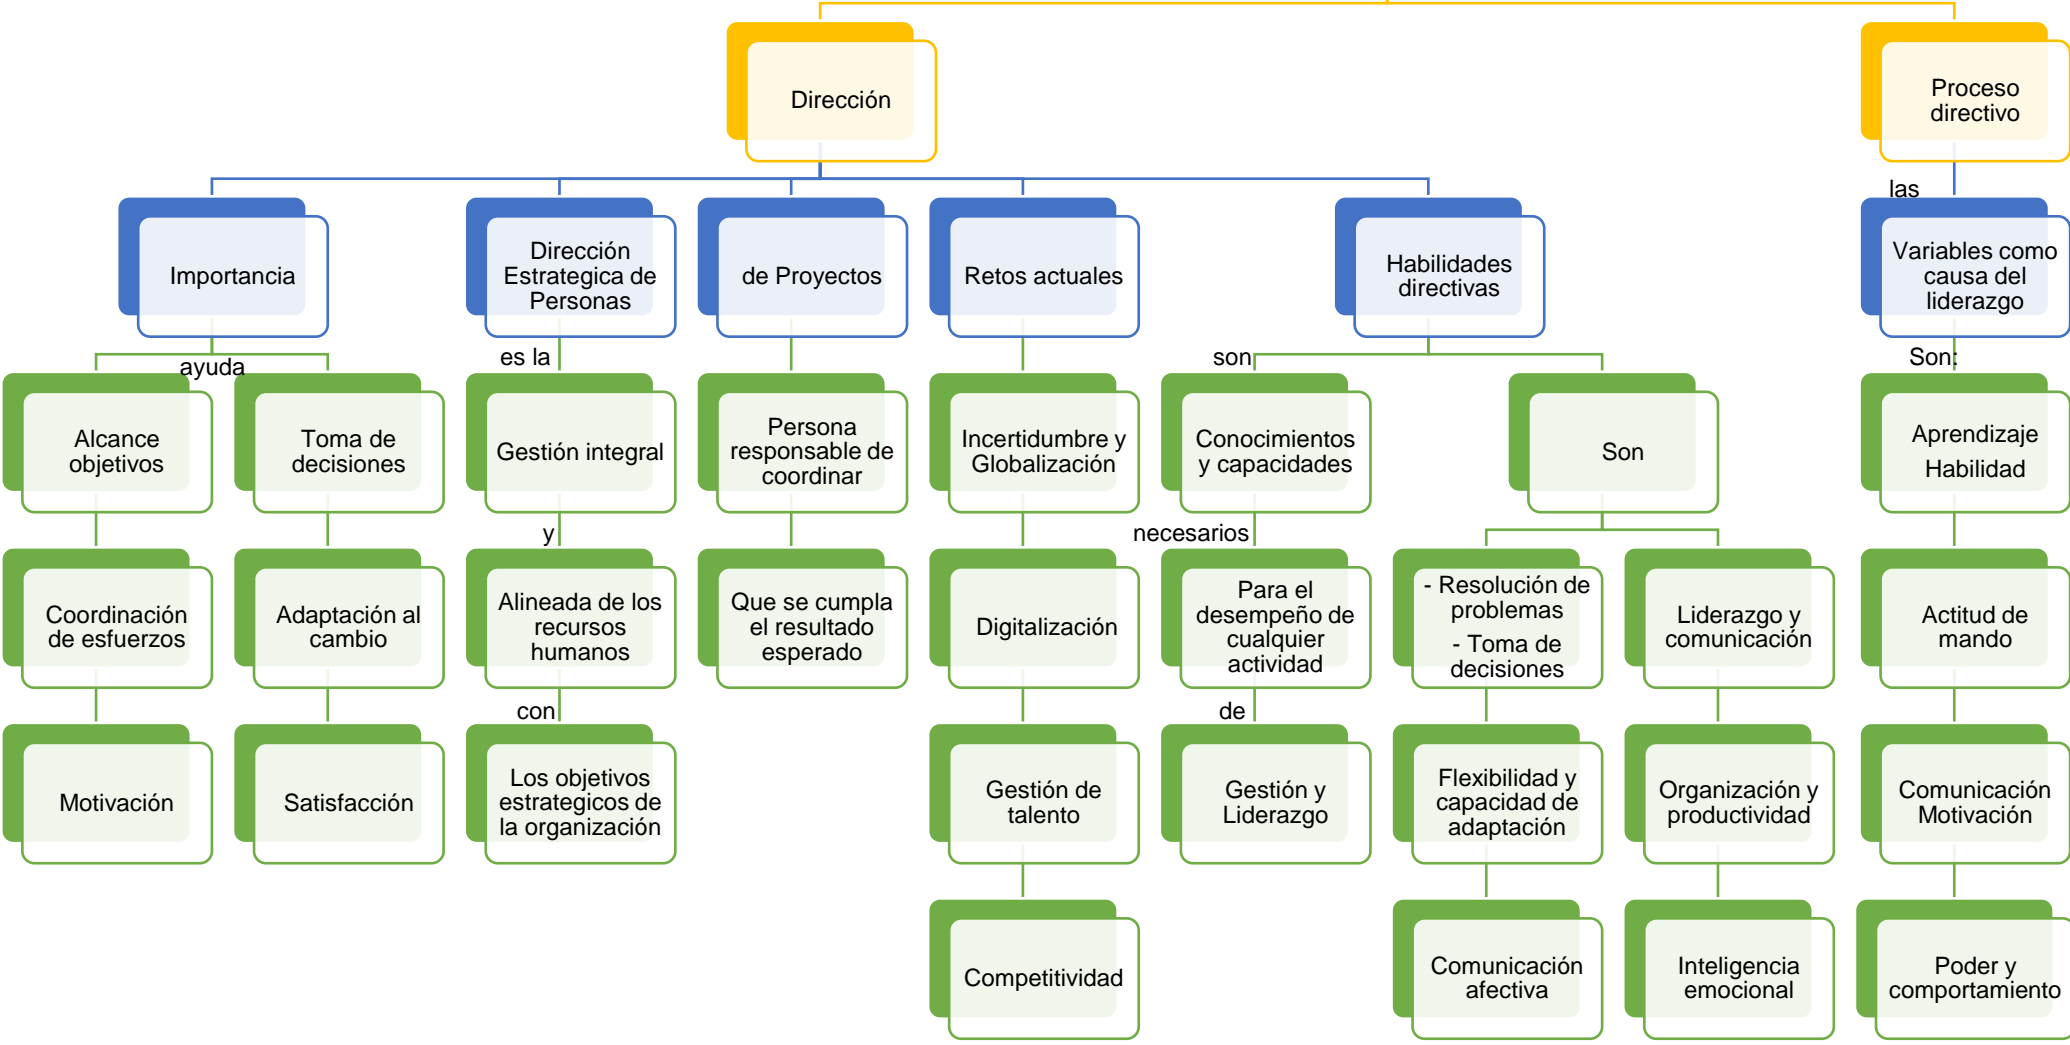 Dirección
Proceso
directivo
las
Importancia
Dirección
Estrategica de
Personas
de Proyectos
Retos actuales
Habilidades
directivas
Variables como
causa del
liderazgo
ayuda
es la
son
Son:
Alcance
objetivos
Toma de
decisiones
Gestión integral
Persona
responsable de
coordinar
Incertidumbre y
Globalización
Conocimientos
y capacidades
Son
Aprendizaje
Habilidad
y
necesarios
Coordinación
de esfuerzos
Adaptación al
cambio
Alineada de los
recursos
humanos
Que se cumpla
el resultado
esperado
Digitalización
Para el
desempeño de
cualquier
actividad
- Resolución de
problemas
- Toma de
decisiones
Liderazgo y
comunicación
Actitud de
mando
con
de
Motivación
Satisfacción
Los objetivos
estrategicos de
la organización
Gestión de
talento
Gestión y
Liderazgo
Flexibilidad y
capacidad de
adaptación
Organización y
productividad
Comunicación
Motivación
Competitividad
Comunicación
afectiva
Inteligencia
emocional
Poder y
comportamiento